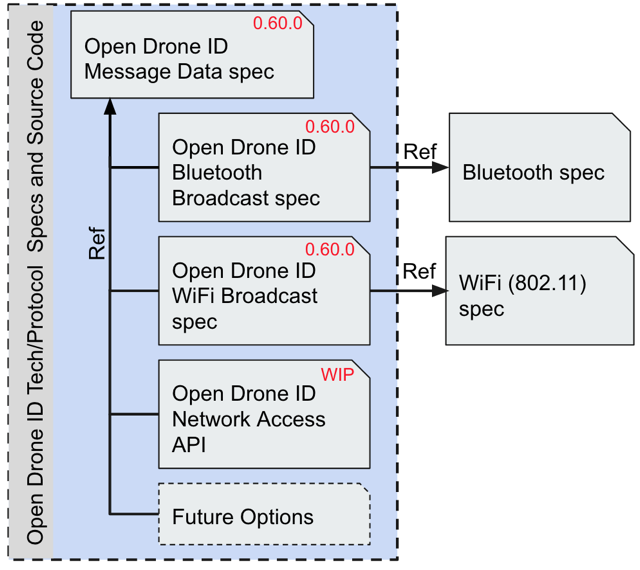 Open Drone ID Tech/Protocol Specs and Source Code
0.60.0
Open Drone ID
Message Data spec
Ref
0.60.0
Open Drone ID
Bluetooth
Broadcast spec
Ref
Bluetooth spec
0.60.0
Open Drone ID
WiFi Broadcast
spec
Ref
WiFi (802.11)
spec
WIP
Open Drone ID
Network Access
API
Future Options